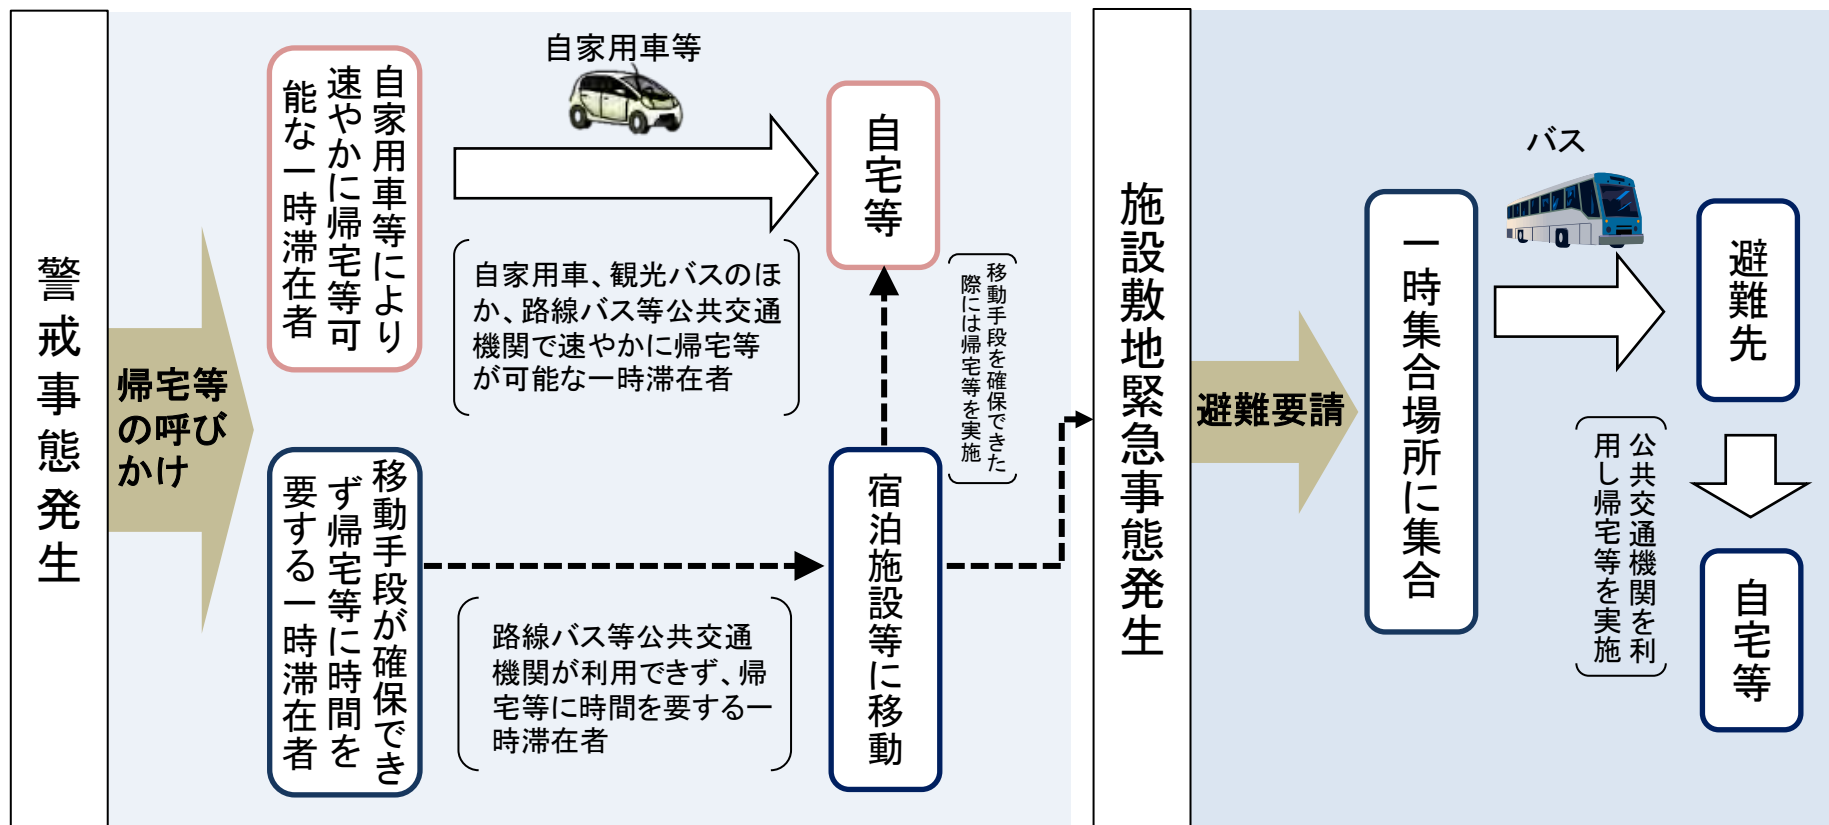 警戒事態発生
帰宅等
の呼び
かけ
自家用車等により
速やかに帰宅等可
能な一時滞在者
自家用車等
自宅等
自家用車、観光バスのほ
か、路線バス等公共交通
機関で速やかに帰宅等
が可能な一時滞在者
移動手段を確保できた
際には帰宅等を実施
移動手段が確保でき
ず帰宅等に時間を
要する一時滞在者
路線バス等公共交通
機関が利用できず、帰
宅等に時間を要する一
時滞在者
宿泊施設等に移動
施設敷地緊急事態発生
避難要請
一時集合場所に集合
バス
避難先
公共交通機関を利
用し帰宅等を実施
自宅等